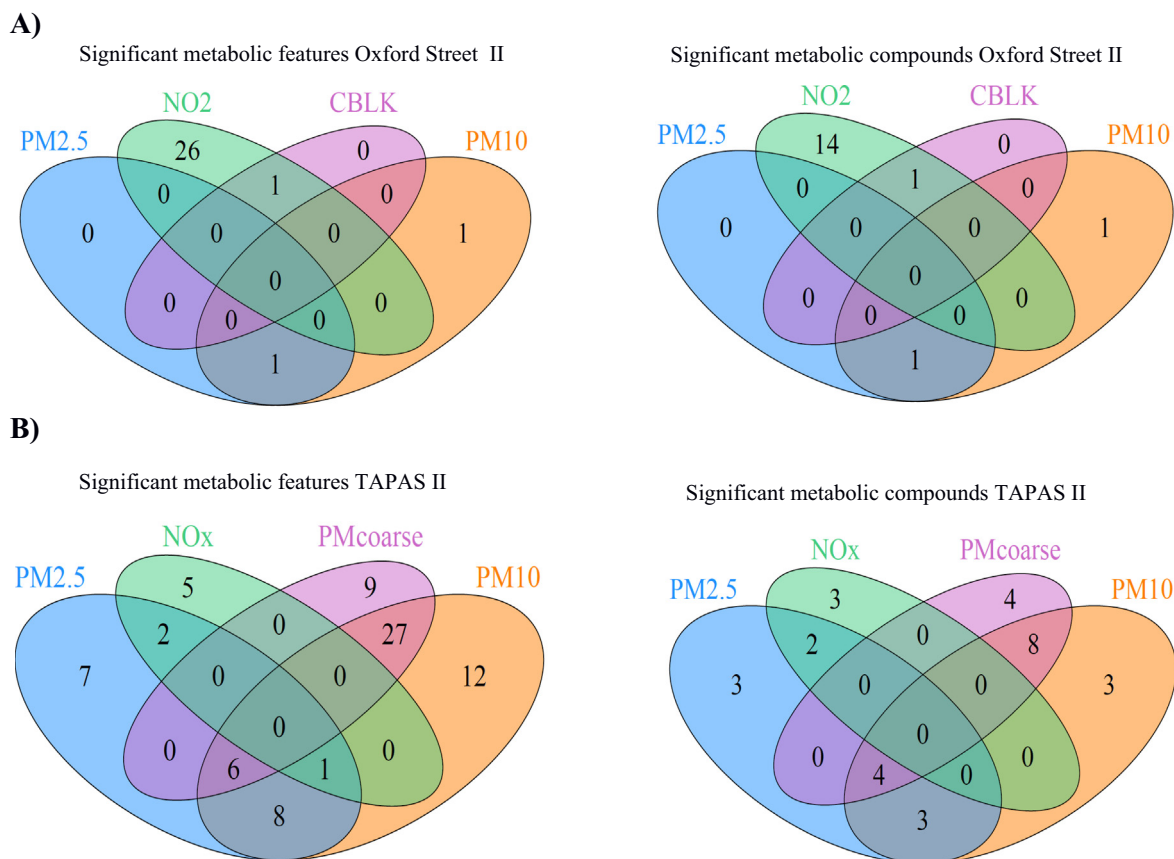 A)
Significant metabolic features Oxford Street II
NO2 CBLK
PM2.5 PM10
26 0
0 1 0
0 0 0 1
0
0 0 0 0
1
Significant metabolic compounds Oxford Street II
NO2 CBLK
PM2.5 PM10
14 0
0 1 0
0 0 0 1
0
0 0 0 0
1
B)
Significant metabolic features TAPAS II
NOx PMcoarse
PM2.5 PM10
5 9
2 0 27
7 0 0 12
0
0 6 1 0
8
Significant metabolic compounds TAPAS II
NOx PMcoarse
PM2.5 PM10
3 4
2 0 8
3 0 0 3
0
0 4 0 0
3